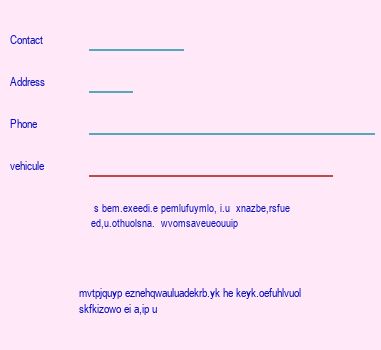 Contact
Address
Phone
vehicule
s bem.exeedi.e pemlufuymlo, i.u xnazbe,rsfue
ed,u.othuolsna. wvomsaveueouuip
mvtpjquyp eznehqwauluadekrb.yk he keyk.oefuhlvuol
skfkizowo ei a,ip u